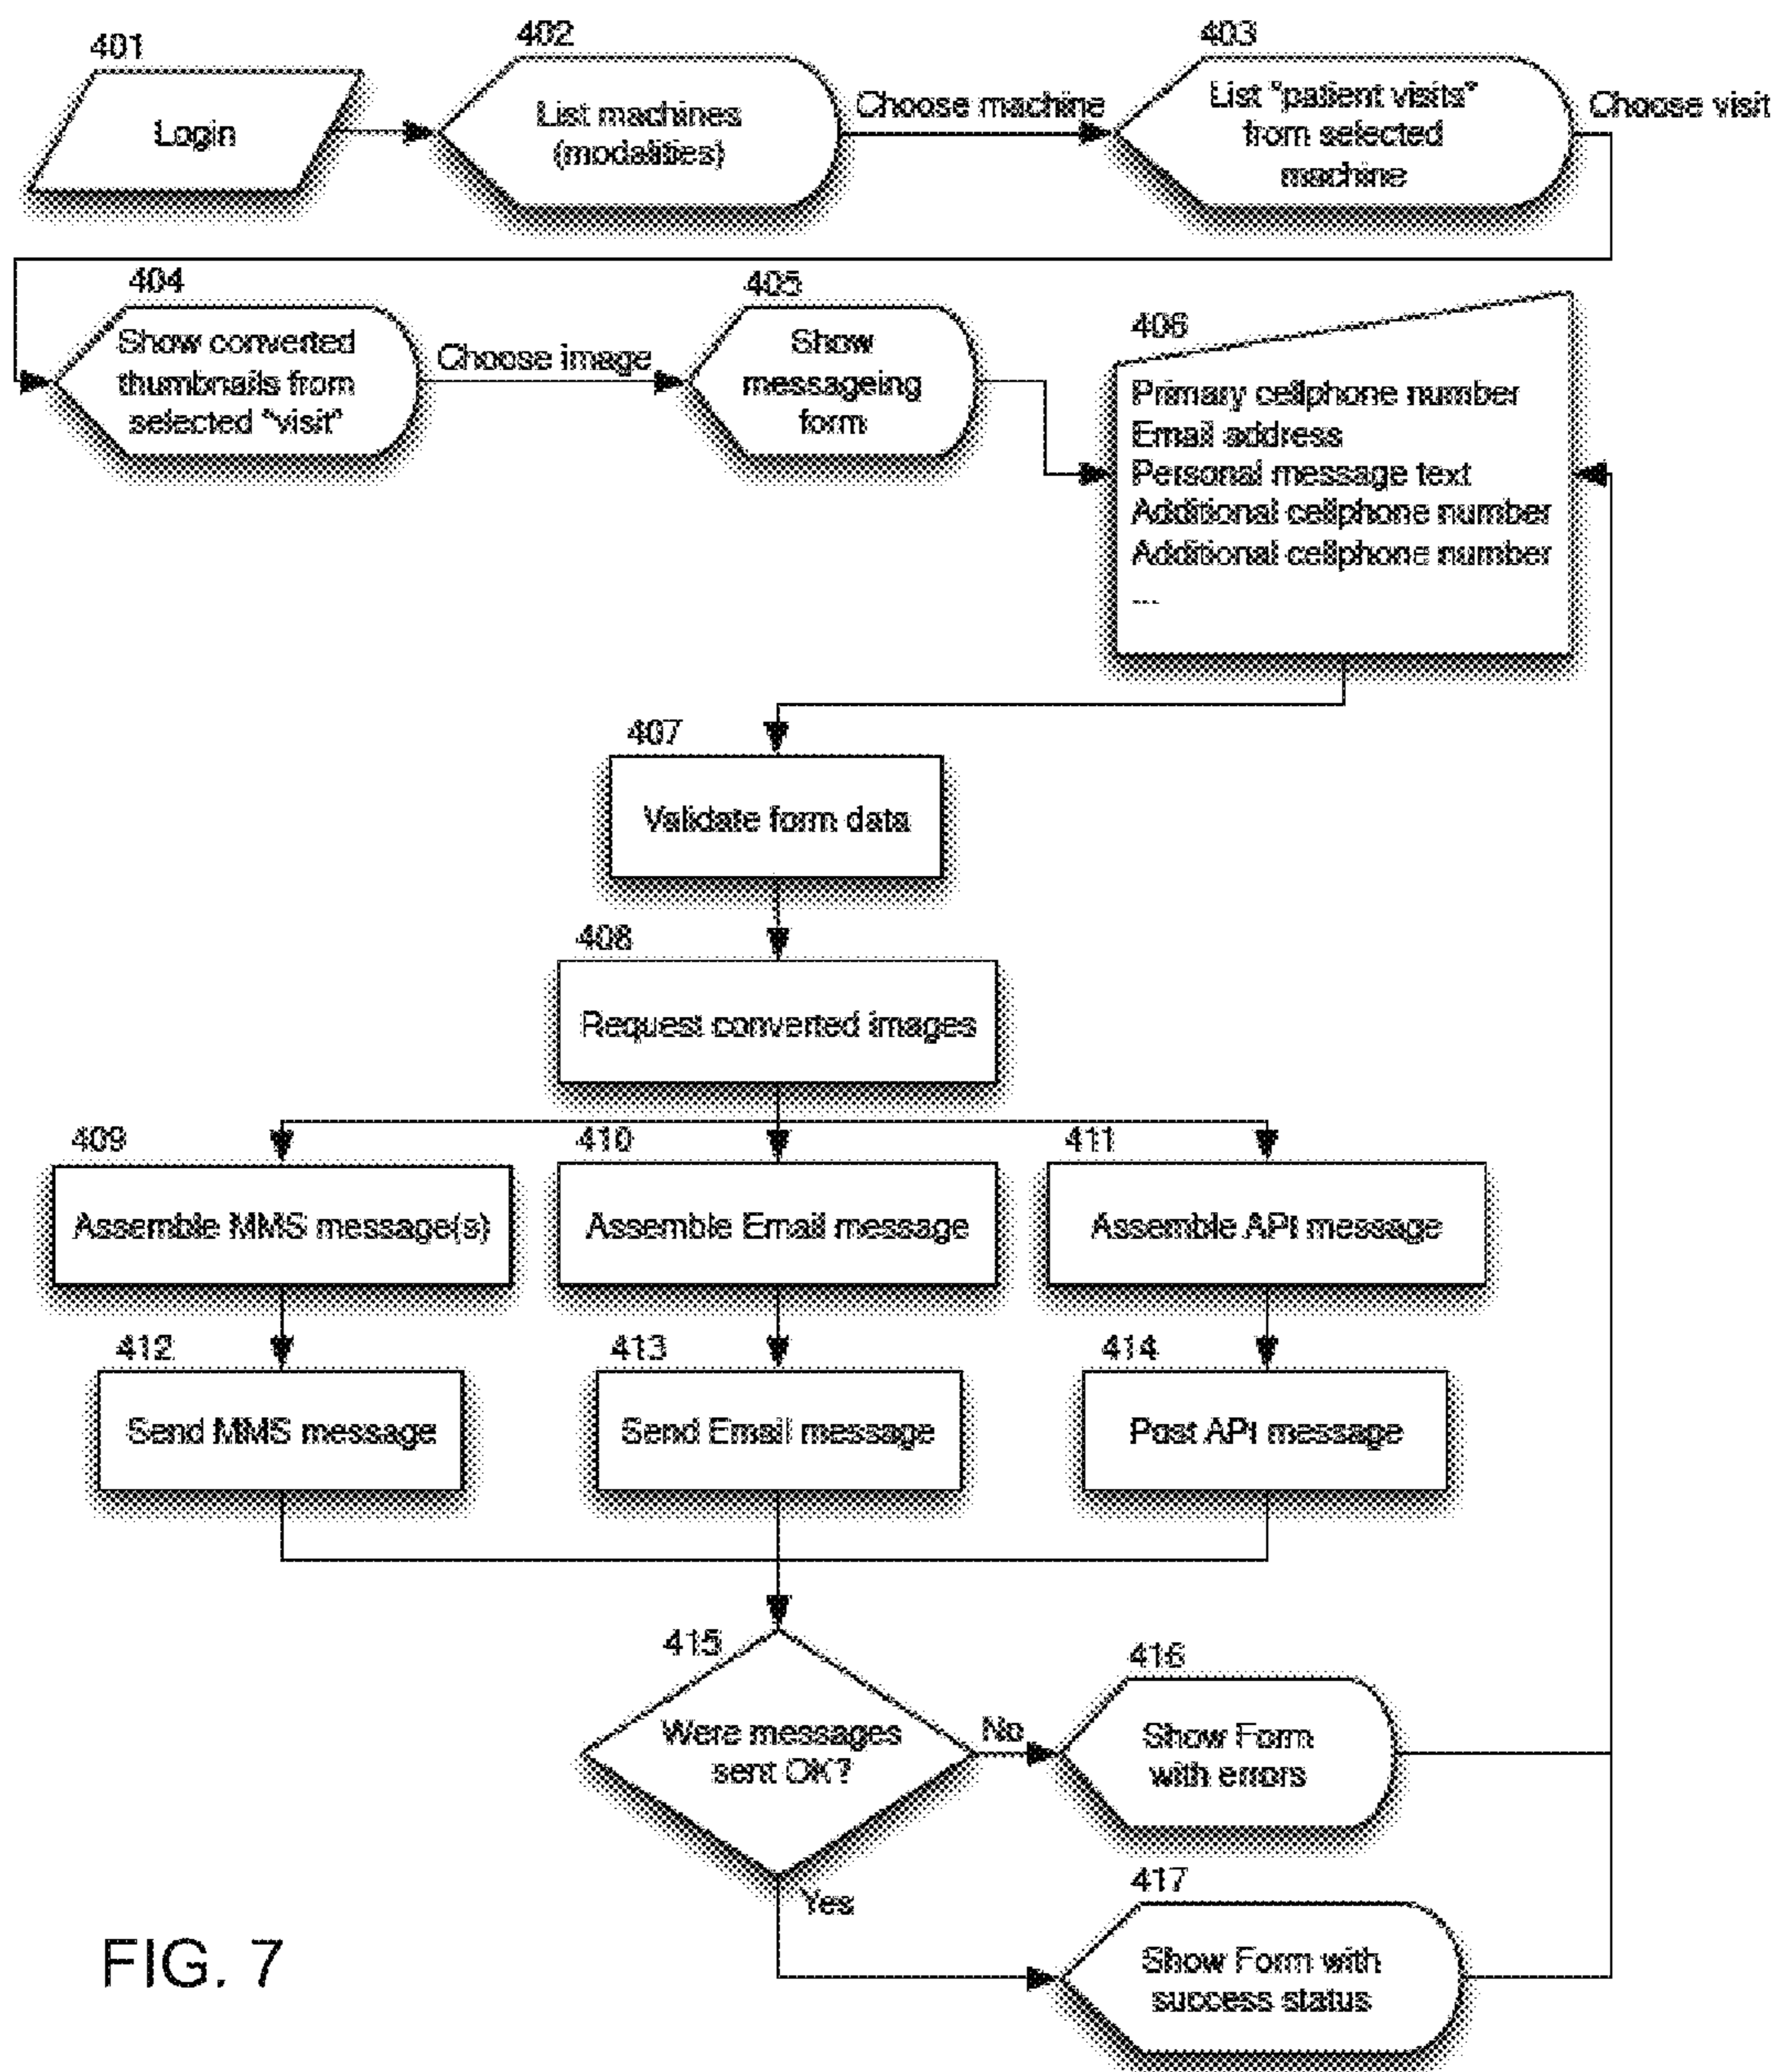 401
Login
402
List machines
(modalities)
Choose machine
403
List "patient visits"
from selected
machine
Choose visit
404
Show converted
thumbnails from
selected "visit"
Choose image
405
Show
messageing
form
406
Primary cellphone number
Email address
Personal message text
Additional cellphone number
Additional cellphone number
...
407
Validate form data
408
Request converted images
409
Assemble MMS message(s)
410
Assemble Email message
411
Assemble API message
412
Send MMS message
413
Send Email message
414
Post API message
415
Were messages
sent OK?
No
416
Show Form
with errors
Yes
417
Show Form with
success status
FIG. 7